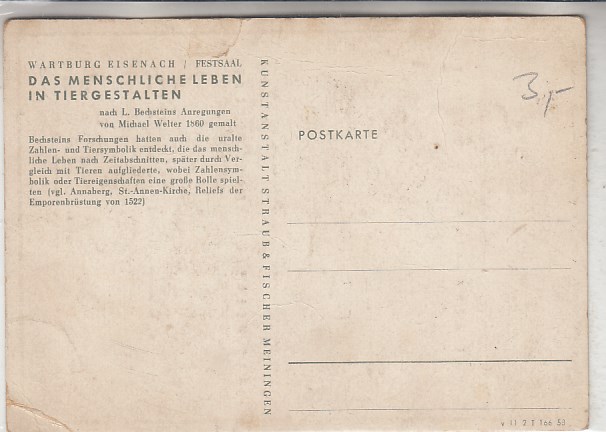 WARTBURG EISENACH / FESTSAAL
DAS MENSCHLICHE LEBEN
IN TIERGESTALTEN
nach L. Bechsteins Anregungen
von Michael Welter 1860 gemalt
Bechsteins Forschungen hatten auch die uralte
Zahlen- und Tiersymbolik entdeckt, die das mensch-
liche Leben nach Zeitabschnitten, später durch Ver-
gleich mit Tieren aufgliederte, wobei Zahlensym-
bolik oder Tiereigenschaften eine große Rolle spiel-
ten (vgl. Annaberg, St.-Annen-Kirche, Reliefs der
Emporenbrüstung von 1522)
KUNSTANSTALT STRAUB & FISCHER MEININGEN
POSTKARTE
3,-